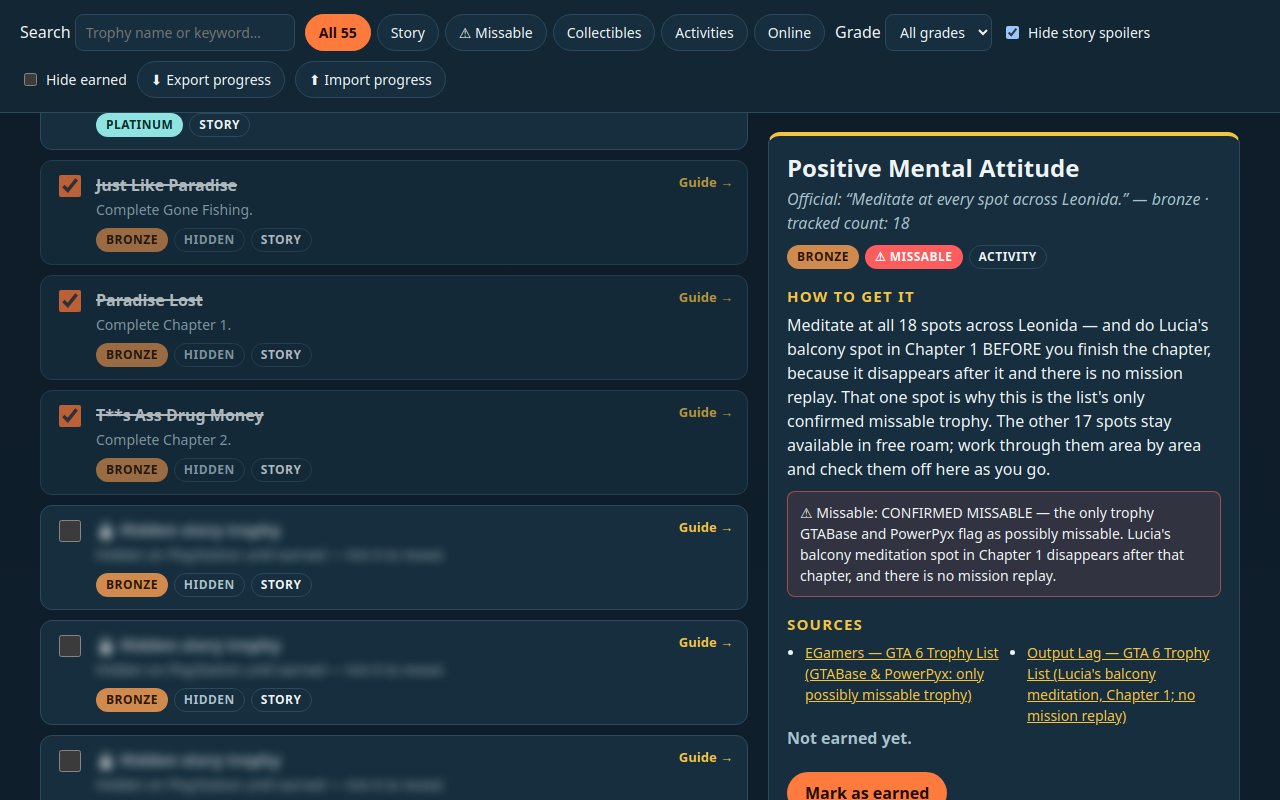 Search Trophy name or keyword... All 55 Story ⚠ Missable Collectibles Activities Online Grade All grades Hide story spoilers
Hide earned ⬇ Export progress ⬆ Import progress
PLATINUM STORY
Just Like Paradise Guide →
Complete Gone Fishing.
BRONZE HIDDEN STORY
Paradise Lost Guide →
Complete Chapter 1.
BRONZE HIDDEN STORY
T**s Ass Drug Money Guide →
Complete Chapter 2.
BRONZE HIDDEN STORY
Hidden story trophy Guide →
BRONZE HIDDEN STORY
Hidden story trophy Guide →
BRONZE HIDDEN STORY
Hidden story trophy Guide →
Positive Mental Attitude
Official: “Meditate at every spot across Leonida.” — bronze ·
tracked count: 18
BRONZE ⚠ MISSABLE ACTIVITY
HOW TO GET IT
Meditate at all 18 spots across Leonida — and do Lucia's
balcony spot in Chapter 1 BEFORE you finish the chapter,
because it disappears after it and there is no mission
replay. That one spot is why this is the list's only
confirmed missable trophy. The other 17 spots stay
available in free roam; work through them area by area
and check them off here as you go.
⚠ Missable: CONFIRMED MISSABLE — the only trophy
GTABase and PowerPyx flag as possibly missable. Lucia's
balcony meditation spot in Chapter 1 disappears after that
chapter, and there is no mission replay.
SOURCES
• EGamers — GTA 6 Trophy List
(GTABase & PowerPyx: only
possibly missable trophy)
• Output Lag — GTA 6 Trophy
List (Lucia's balcony
meditation, Chapter 1; no
mission replay)
Not earned yet.
Mark as earned